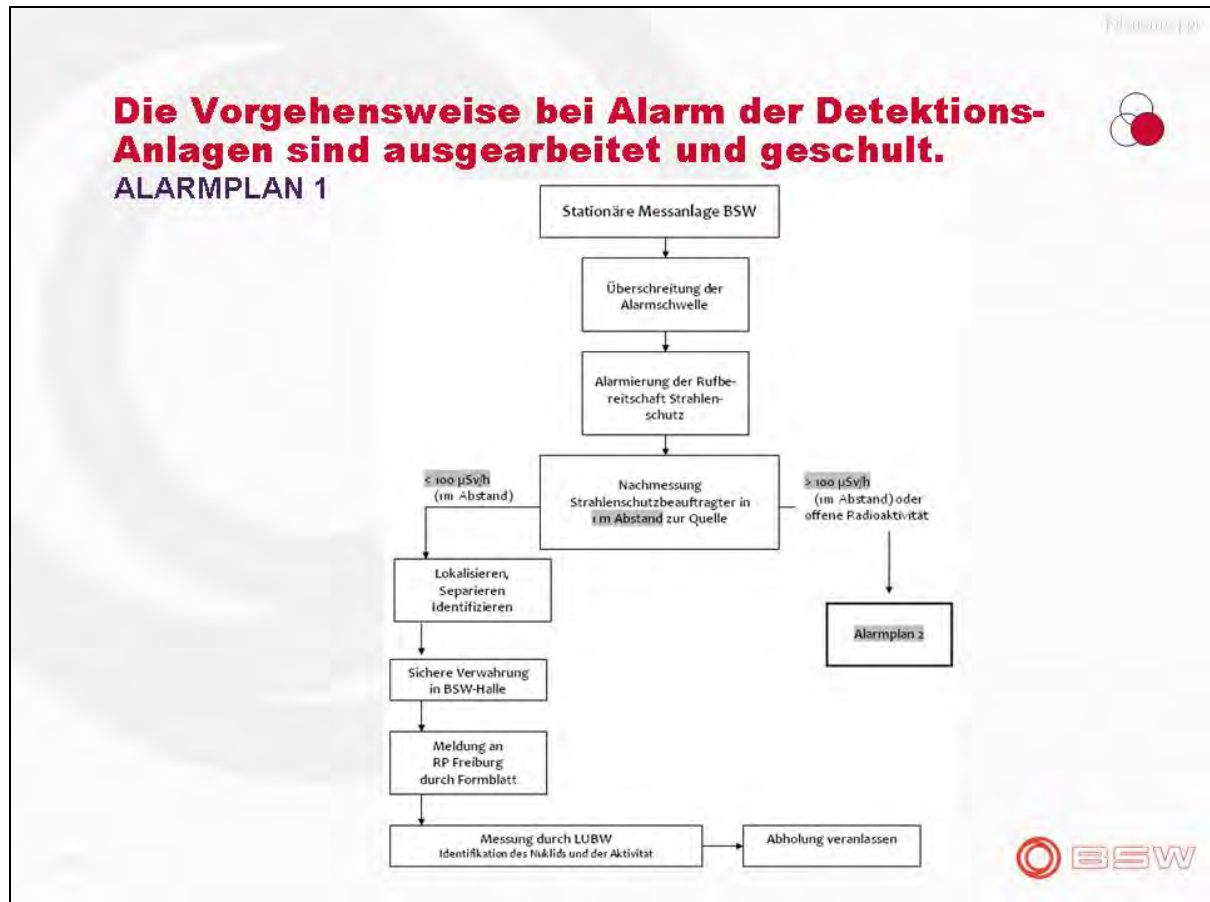 Die Vorgehensweise bei Alarm der Detektions-
Anlagen sind ausgearbeitet und geschult.
ALARMPLAN 1
Stationäre Messanlage BSW
Überschreitung der
Alarmschwelle
Alarmierung der Rufbe-
reitschaft Strahlen-
schutz
Nachmessung
Strahlenschutzbeauftragter in
1 m Abstand zur Quelle
< 100 µSv/h
(1m Abstand)
> 100 µSv/h
(1m Abstand) oder
offene Radioaktivität
Lokalisieren,
Separieren
Identifizieren
Alarmplan 2
Sichere Verwahrung
in BSW-Halle
Meldung an
RP Freiburg
durch Formblatt
Messung durch LUBW
Identifikation des Nuklids und der Aktivität
Abholung veranlassen
BSW